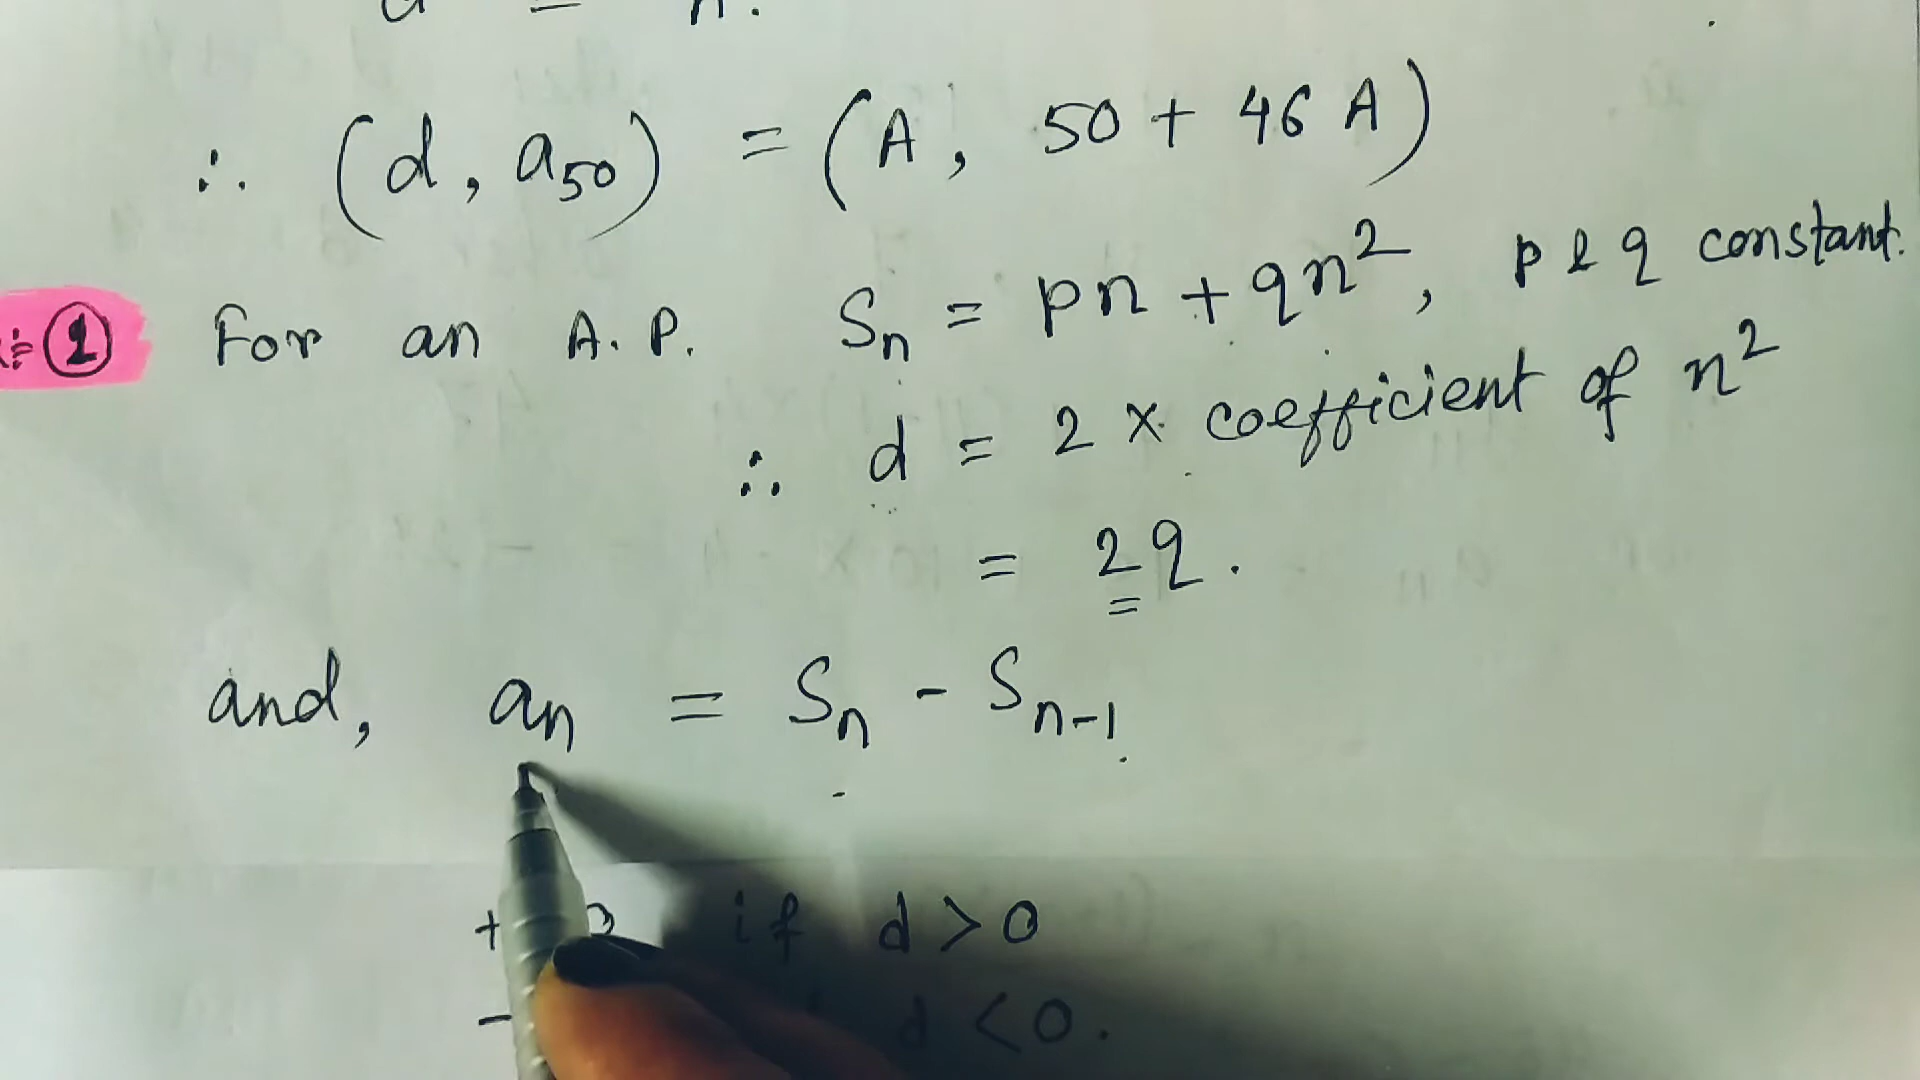 ∴ (d, a₅₀) = (A, 50 + 46 A)
② For an A.P. Sₙ = pn + qn², p & q constant.
∴ d = 2 × coefficient of n²
= 2q.
and, aₙ = Sₙ - Sₙ₋₁
+ if d > 0
- d < 0.